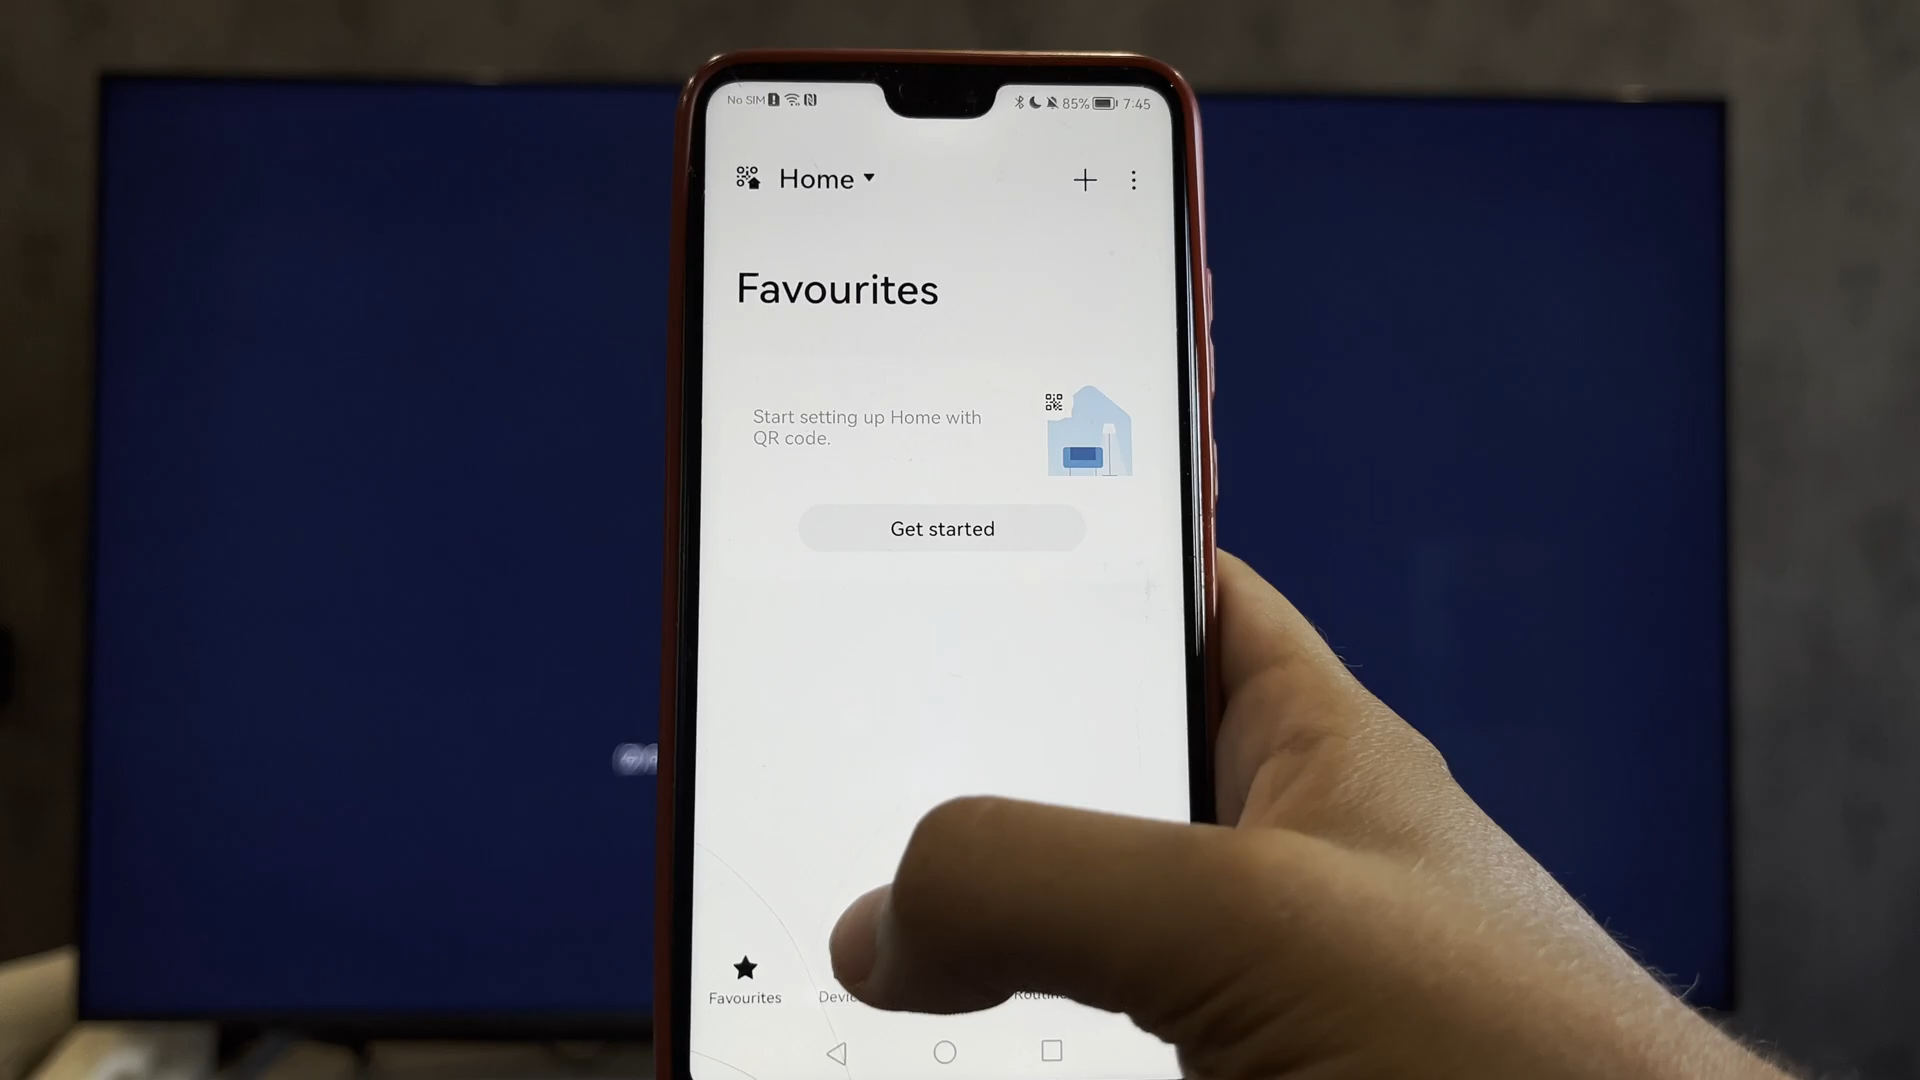 No SIM
85% 7:45
Home
Favourites
Start setting up Home with
QR code.
Get started
Favourites